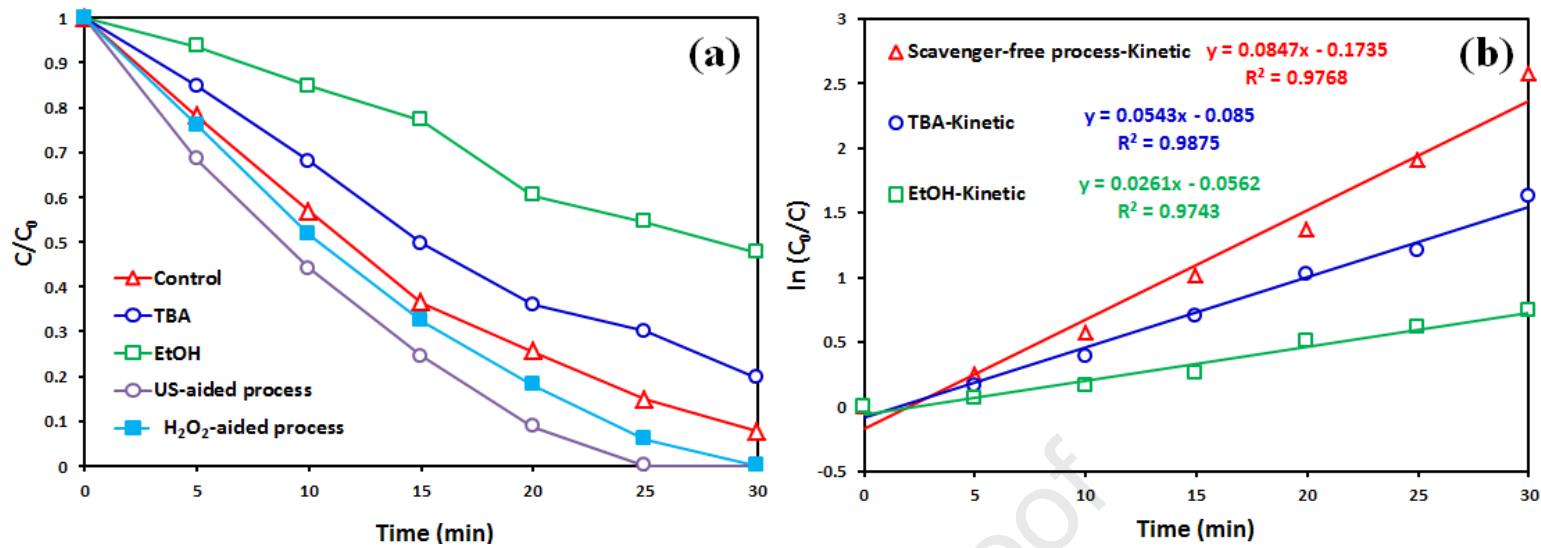 (a)
1
0.9
0.8
0.7
0.6
0.5
0.4
0.3
0.2
0.1
0
C/C₀
Control
TBA
EtOH
US-aided process
H₂O₂-aided process
0 5 10 15 20 25 30
Time (min)
(b)
3
2.5
2
1.5
1
0.5
0
-0.5
ln (C₀/C)
Scavenger-free process-Kinetic y = 0.0847x - 0.1735
R² = 0.9768
TBA-Kinetic y = 0.0543x - 0.085
R² = 0.9875
EtOH-Kinetic y = 0.0261x - 0.0562
R² = 0.9743
0 5 10 15 20 25 30
Time (min)
oof